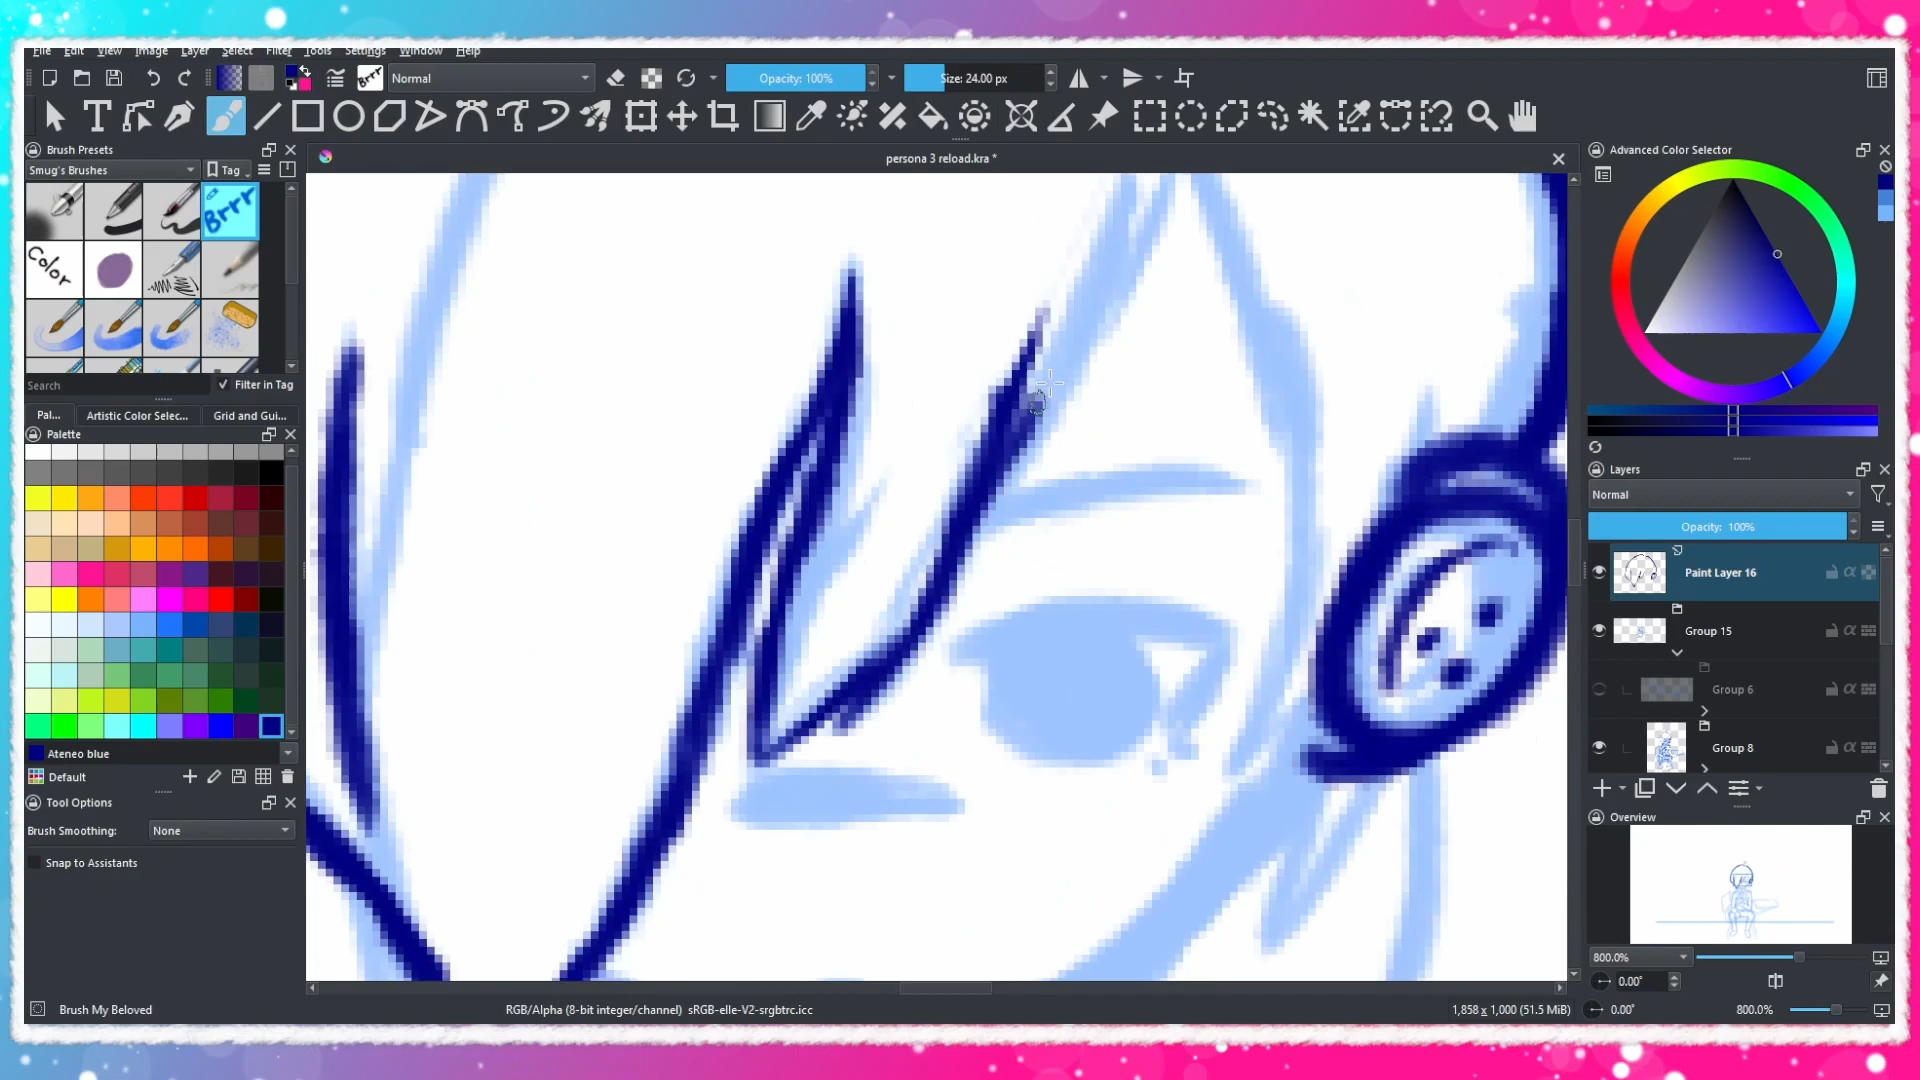 File Edit View Image Layer Select Filter Tools Settings Window Help
Brrr Normal Opacity: 100% Size: 24.00 px
Brush Presets
persona 3 reload.kra *
Advanced Color Selector
Smug's Brushes Tag
Brrr
Color
Search Filter in Tag
Pal... Artistic Color Selec... Grid and Gui...
Palette
Layers
Normal
Opacity: 100%
Paint Layer 16
Group 15
Group 6
Group 8
Ateneo blue
Default
Tool Options
Brush Smoothing: None
Snap to Assistants
Overview
800.0%
0.00°
Brush My Beloved
RGB/Alpha (8-bit integer/channel) sRGB-elle-V2-srgbtrc.icc
1,858 x 1,000 (51.5 MiB)
0.00°
800.0%